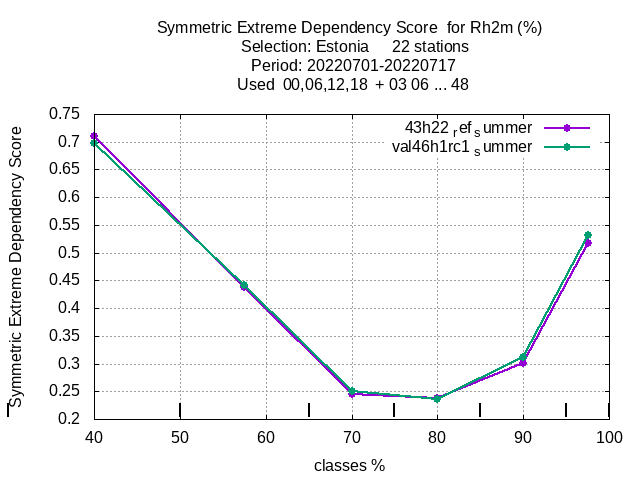 Symmetric Extreme Dependency Score for Rh2m (%)
Selection: Estonia 22 stations
Period: 20220701-20220717
Used 00,06,12,18 + 03 06 ... 48
Symmetric Extreme Dependency Score
0.75
0.7
0.65
0.6
0.55
0.5
0.45
0.4
0.35
0.3
0.25
0.2
43h22 refsummer
val46h1rc1 summer
40 50 60 70 80 90 100
classes %